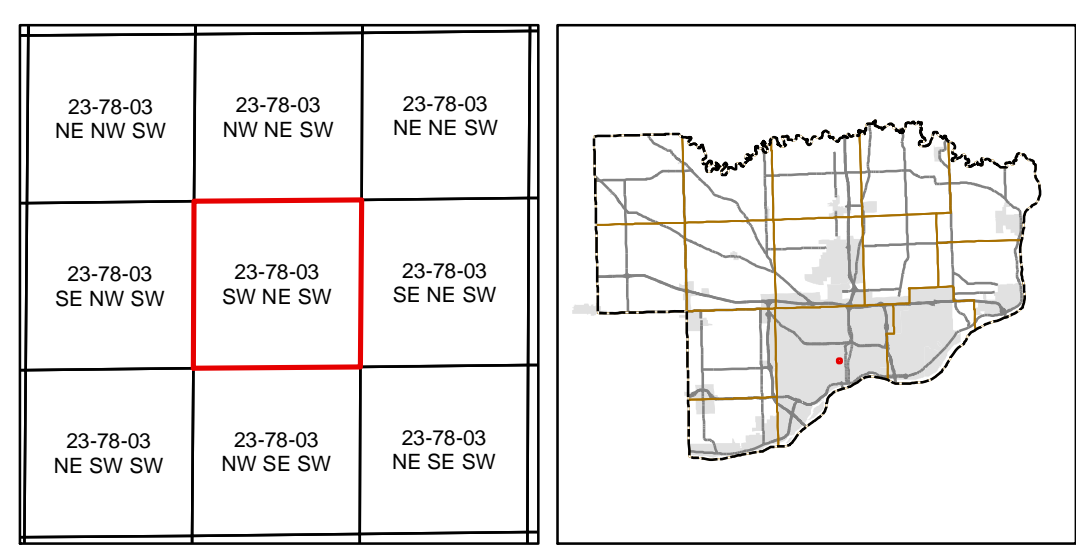 23-78-03
NE NW SW
23-78-03
NW NE SW
23-78-03
NE NE SW
23-78-03
SE NW SW
23-78-03
SW NE SW
23-78-03
SE NE SW
23-78-03
NE SW SW
23-78-03
NW SE SW
23-78-03
NE SE SW